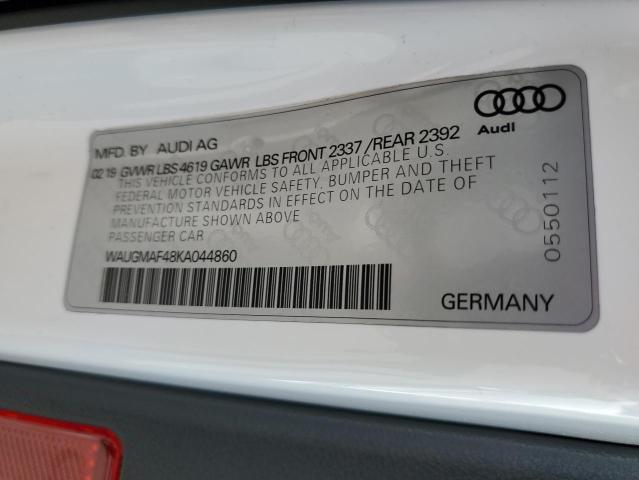 MFD. BY AUDI AG
02 19 GVWR LBS 4619 GAWR LBS FRONT 2337 / REAR 2392
THIS VEHICLE CONFORMS TO ALL APPLICABLE U.S.
FEDERAL MOTOR VEHICLE SAFETY, BUMPER AND THEFT
PREVENTION STANDARDS IN EFFECT ON THE DATE OF
MANUFACTURE SHOWN ABOVE
PASSENGER CAR
WAUGMAF48KA044860
GERMANY
Audi
0550112